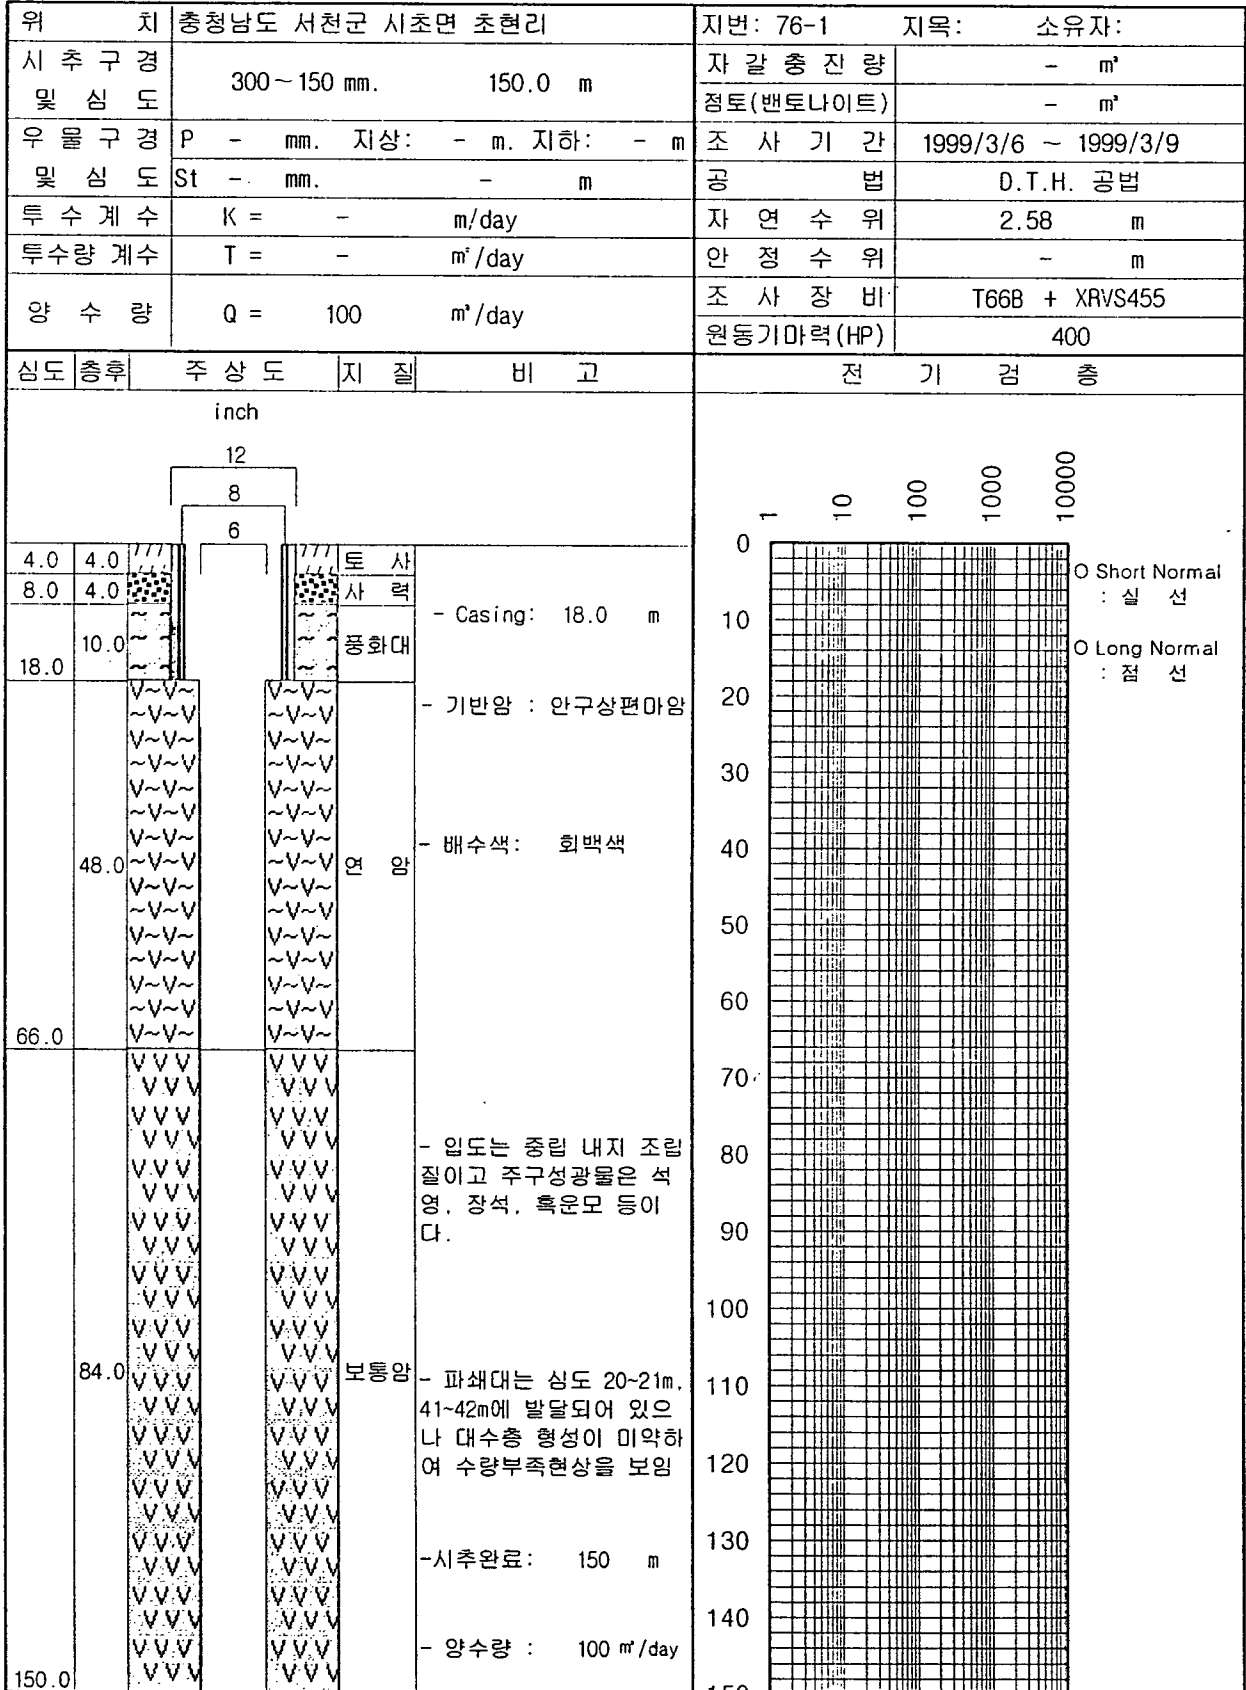 위 치 충청남도 서천군 시초면 초현리 지번: 76-1 지목: 소유자:
시 추 구 경 및 심 도 300~150 mm. 150.0 m
자 갈 충 진 량 - m³
점토(밴토나이트) - m³
우 물 구 경 P - mm. 지상: - m. 지하: - m
조 사 기 간 1999/3/6 ~ 1999/3/9
및 심 도 St - mm. - m
공 법 D.T.H. 공법
투 수 계 수 K = - m/day
자 연 수 위 2.58 m
투수량 계수 T = - m²/day
안 정 수 위 - m
양 수 량 Q = 100 m³/day
조 사 장 비 T66B + XRVS455
원동기마력(HP) 400
심도 층후 주 상 도 지 질 비 고 전 기 검 층
inch
12
8
6
1 10 100 1000 10000
4.0 4.0 토 사
8.0 4.0 사 력
10.0 풍화대
18.0
48.0 연 암
66.0
84.0 보통암
150.0
- Casing: 18.0 m
- 기반암 : 안구상편마암
- 배수색: 회백색
- 입도는 중립 내지 조립
질이고 주구성광물은 석
영, 장석, 흑운모 등이
다.
- 파쇄대는 심도 20~21m,
41~42m에 발달되어 있으
나 대수층 형성이 미약하
여 수량부족현상을 보임
-시추완료: 150 m
- 양수량 : 100 m³/day
0
10
20
30
40
50
60
70
80
90
100
110
120
130
140
150
O Short Normal
: 실 선
O Long Normal
: 점 선